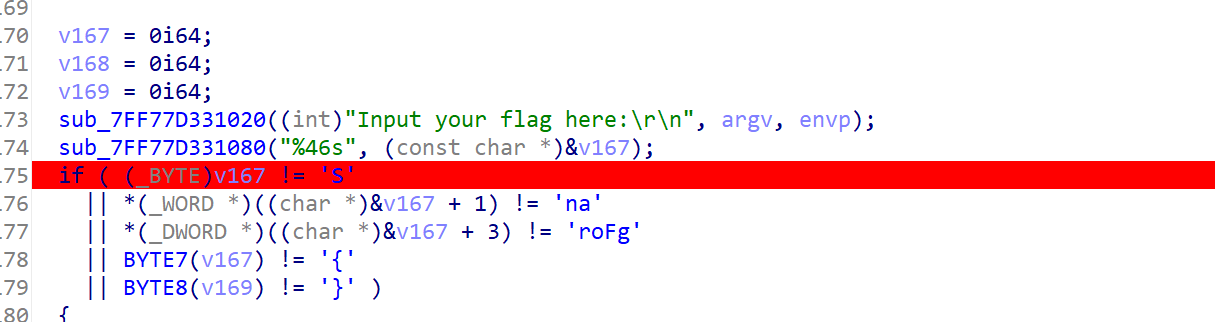 69
70 v167 = 0i64;
71 v168 = 0i64;
72 v169 = 0i64;
73 sub_7FF77D331020((int)"Input your flag here:\r\n", argv, envp);
74 sub_7FF77D331080("%46s", (const char *)&v167);
75 if ( (_BYTE)v167 != 'S'
76 || *(_WORD *)((char *)&v167 + 1) != 'na'
77 || *(_DWORD *)((char *)&v167 + 3) != 'roFg'
78 || BYTE7(v167) != '{'
79 || BYTE8(v169) != '}' )
80 {